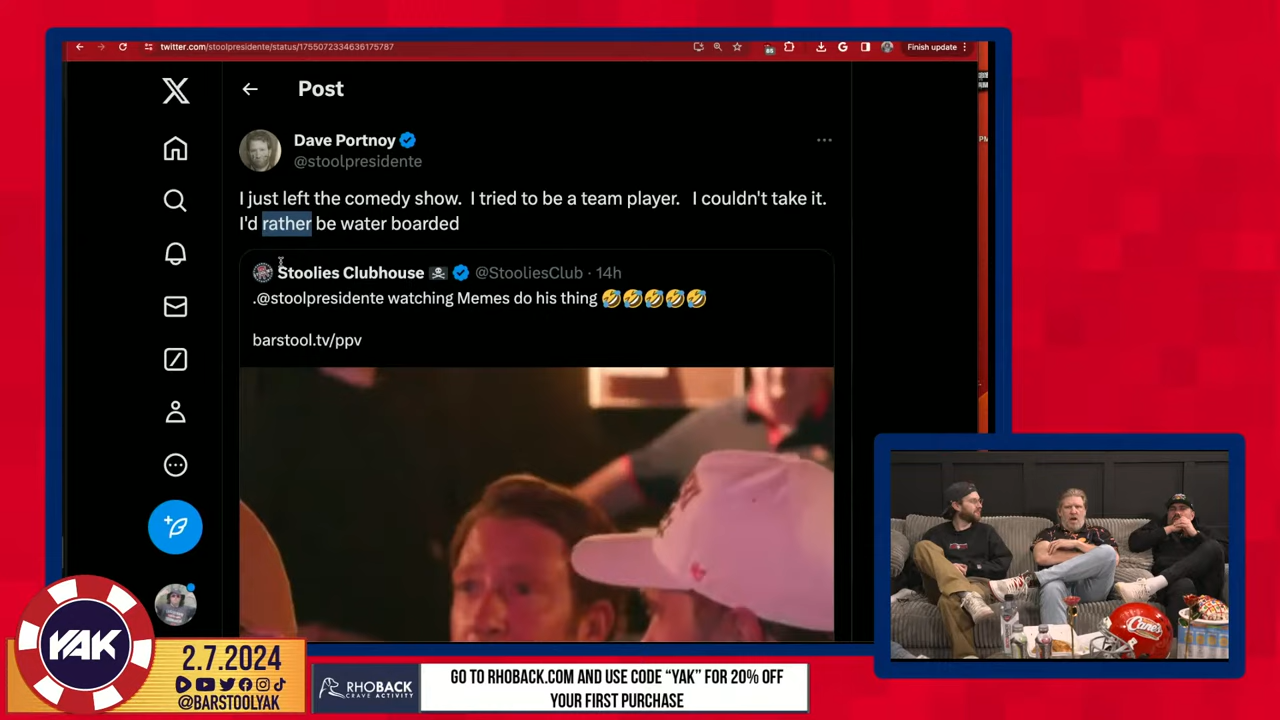 twitter.com/stoolpresidente/status/1755072334636175787
Finish update
X
Post
Dave Portnoy
@stoolpresidente
I just left the comedy show.  I tried to be a team player.   I couldn't take it.
I'd rather be water boarded
Stoolies Clubhouse @StooliesClub · 14h
.@stoolpresidente watching Memes do his thing 🤣🤣🤣🤣🤣
barstool.tv/ppv
Cane's
YAK
2.7.2024
@BARSTOOLYAK
RHOBACK
CRAVE ACTIVITY
GO TO RHOBACK.COM AND USE CODE “YAK” FOR 20% OFF
YOUR FIRST PURCHASE